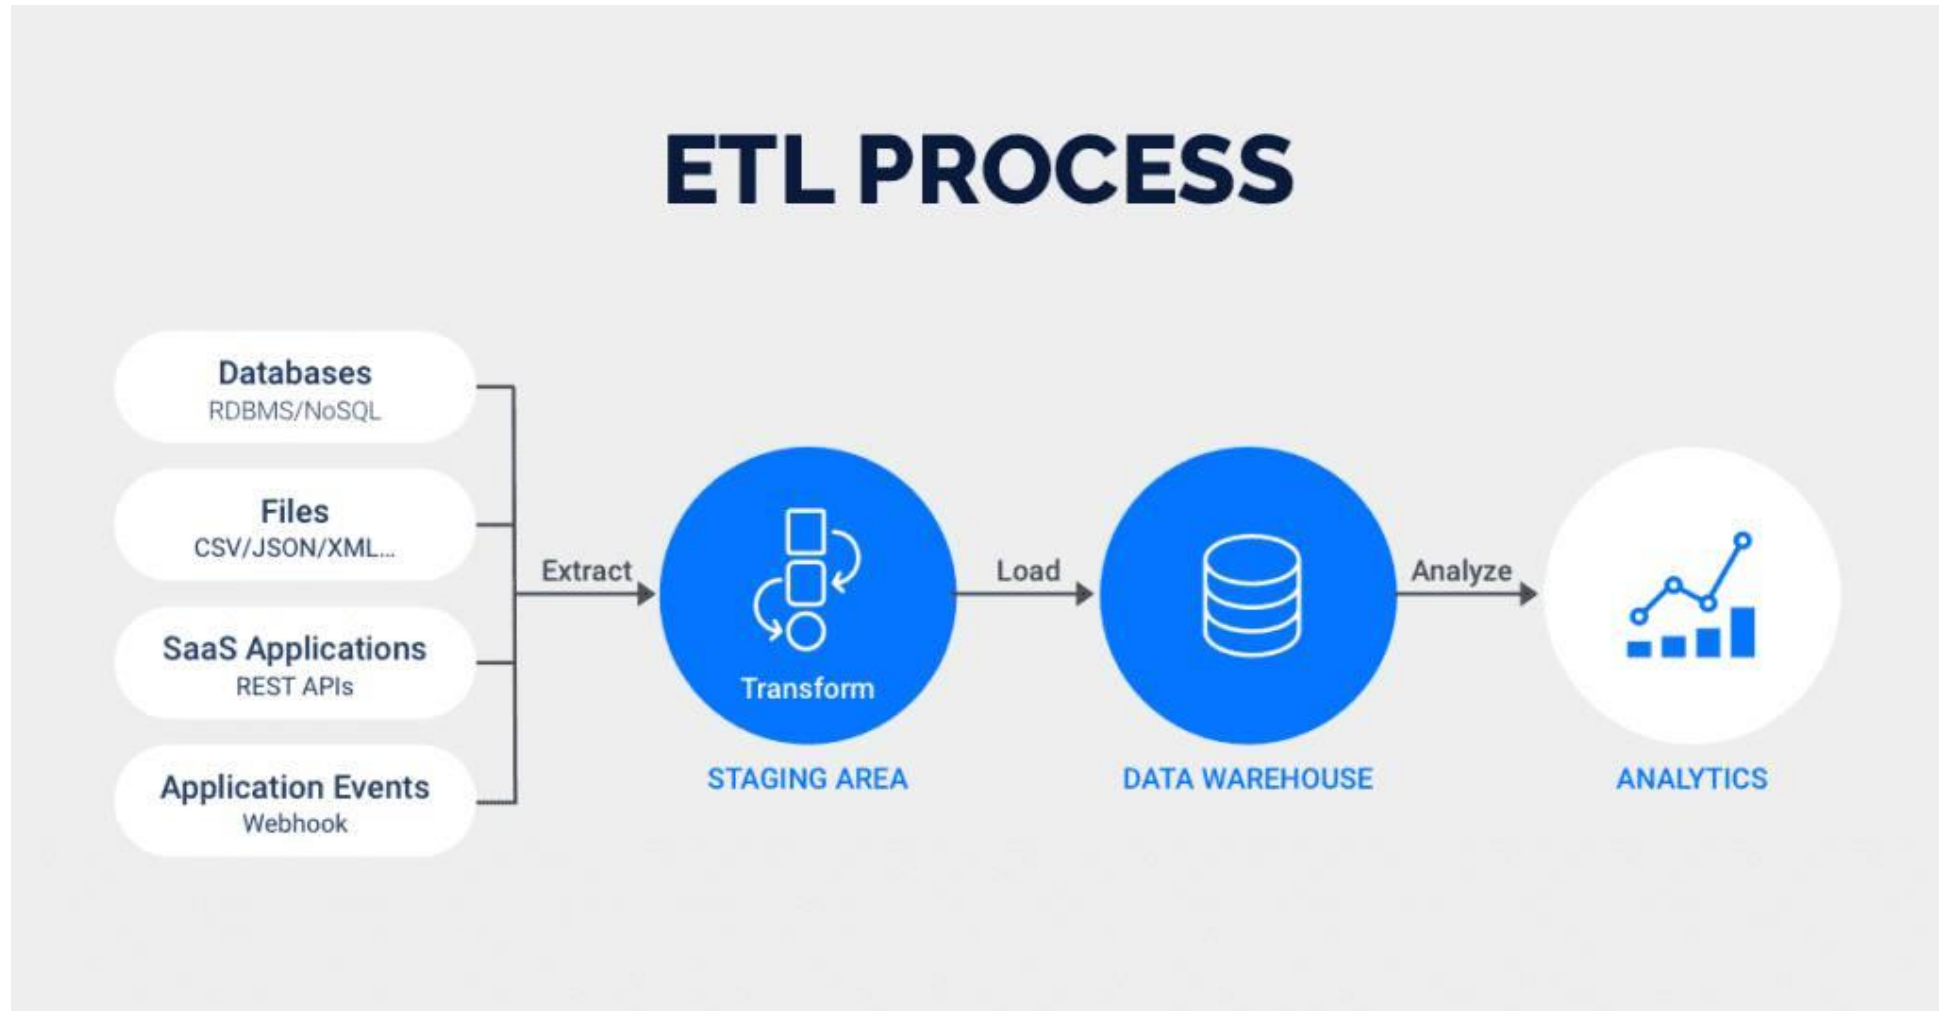 ETL PROCESS
Databases
RDBMS/NoSQL
Files
CSV/JSON/XML...
SaaS Applications
REST APIs
Application Events
Webhook
Extract
Transform
STAGING AREA
Load
DATA WAREHOUSE
Analyze
ANALYTICS